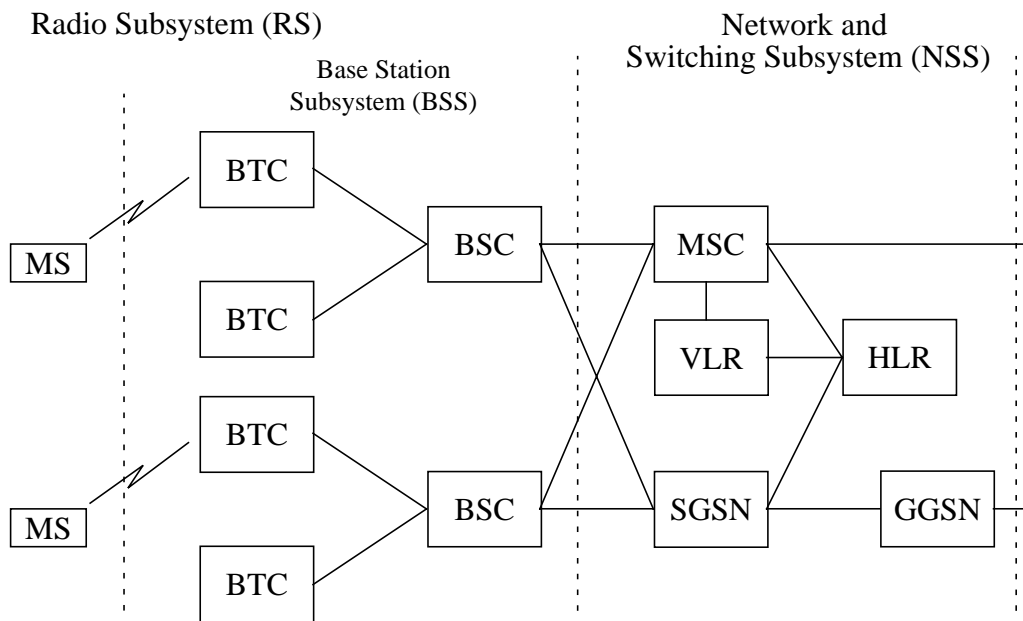 Radio Subsystem (RS)
Network and
Switching Subsystem (NSS)
Base Station
Subsystem (BSS)
BTC
MS
BSC
MSC
BTC
VLR
HLR
BTC
MS
BSC
SGSN
GGSN
BTC